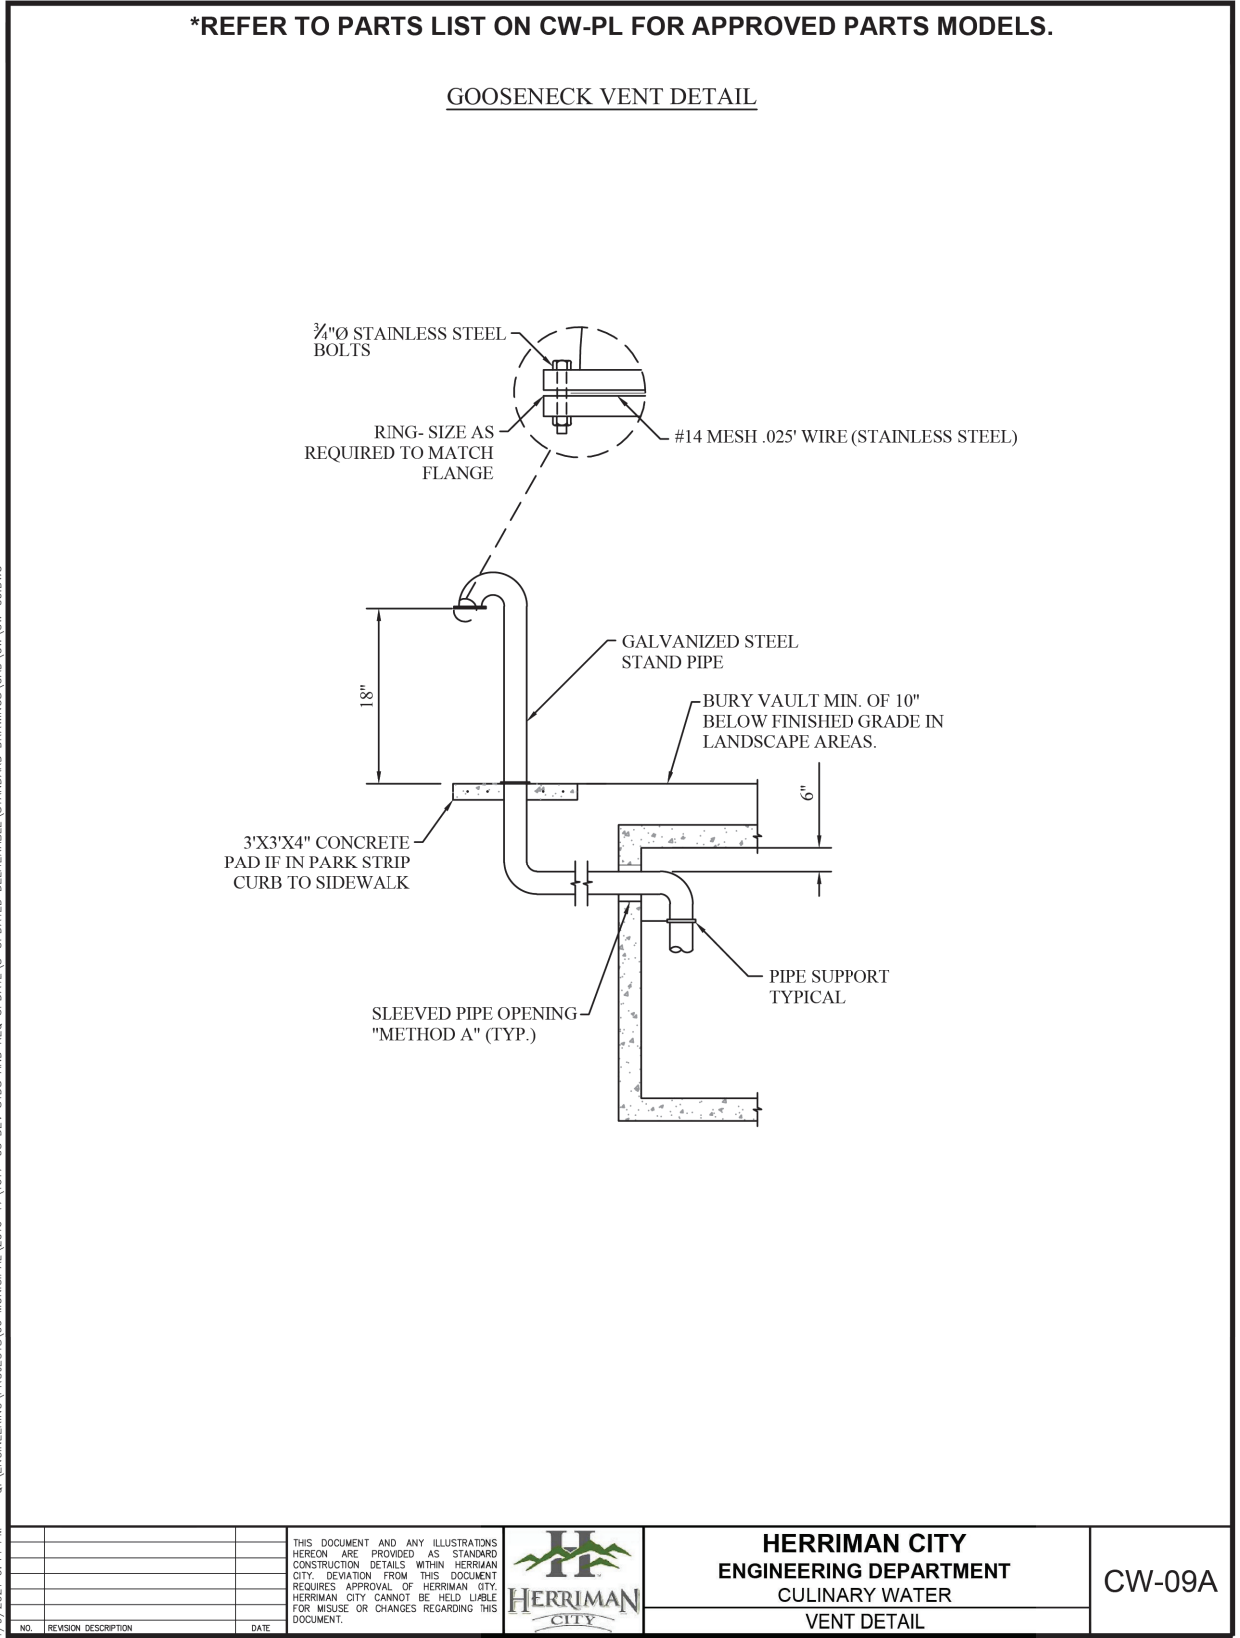 *REFER TO PARTS LIST ON CW-PL FOR APPROVED PARTS MODELS.
GOOSENECK VENT DETAIL
3/4"Ø STAINLESS STEEL
BOLTS
RING- SIZE AS
REQUIRED TO MATCH
FLANGE
#14 MESH .025' WIRE (STAINLESS STEEL)
18"
GALVANIZED STEEL
STAND PIPE
BURY VAULT MIN. OF 10"
BELOW FINISHED GRADE IN
LANDSCAPE AREAS.
6"
3'X3'X4" CONCRETE
PAD IF IN PARK STRIP
CURB TO SIDEWALK
PIPE SUPPORT
TYPICAL
SLEEVED PIPE OPENING
"METHOD A" (TYP.)
NO.
REVISION DESCRIPTION
DATE
THIS DOCUMENT AND ANY ILLUSTRATIONS
HEREON ARE PROVIDED AS STANDARD
CONSTRUCTION DETAILS WITHIN HERRIMAN
CITY. DEVIATION FROM THIS DOCUMENT
REQUIRES APPROVAL OF HERRIMAN CITY.
HERRIMAN CITY CANNOT BE HELD LIABLE
FOR MISUSE OR CHANGES REGARDING THIS
DOCUMENT.
H
HERRIMAN
CITY
HERRIMAN CITY
ENGINEERING DEPARTMENT
CULINARY WATER
VENT DETAIL
CW-09A